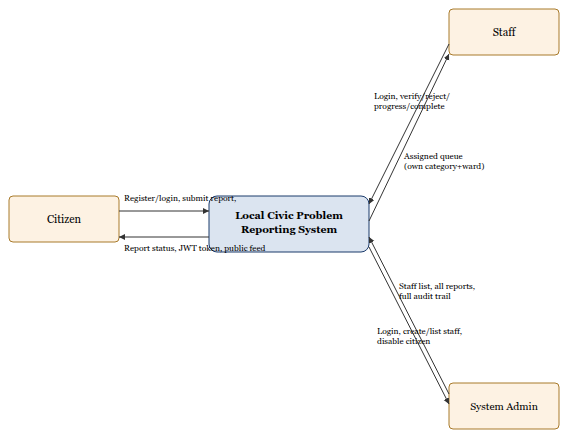 Staff
Login, verify/reject/
progress/complete
Assigned queue
(own category+ward)
Register/login, submit report,
Citizen
Local Civic Problem
Reporting System
Report status, JWT token, public feed
Staff list, all reports,
full audit trail
Login, create/list staff,
disable citizen
System Admin